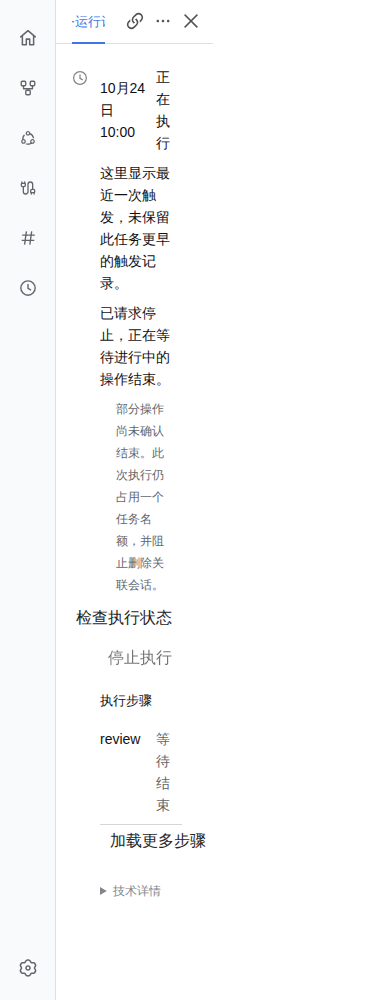 运行
10月24日 10:00
正在执行
这里显示最
近一次触
发，未保留
此任务更早
的触发记
录。
已请求停
止，正在等
待进行中的
操作结束。
部分操作
尚未确认
结束。此
次执行仍
占用一个
任务名
额，并阻
止删除关
联会话。
检查执行状态
停止执行
执行步骤
review
等待结束
加载更多步骤
技术详情